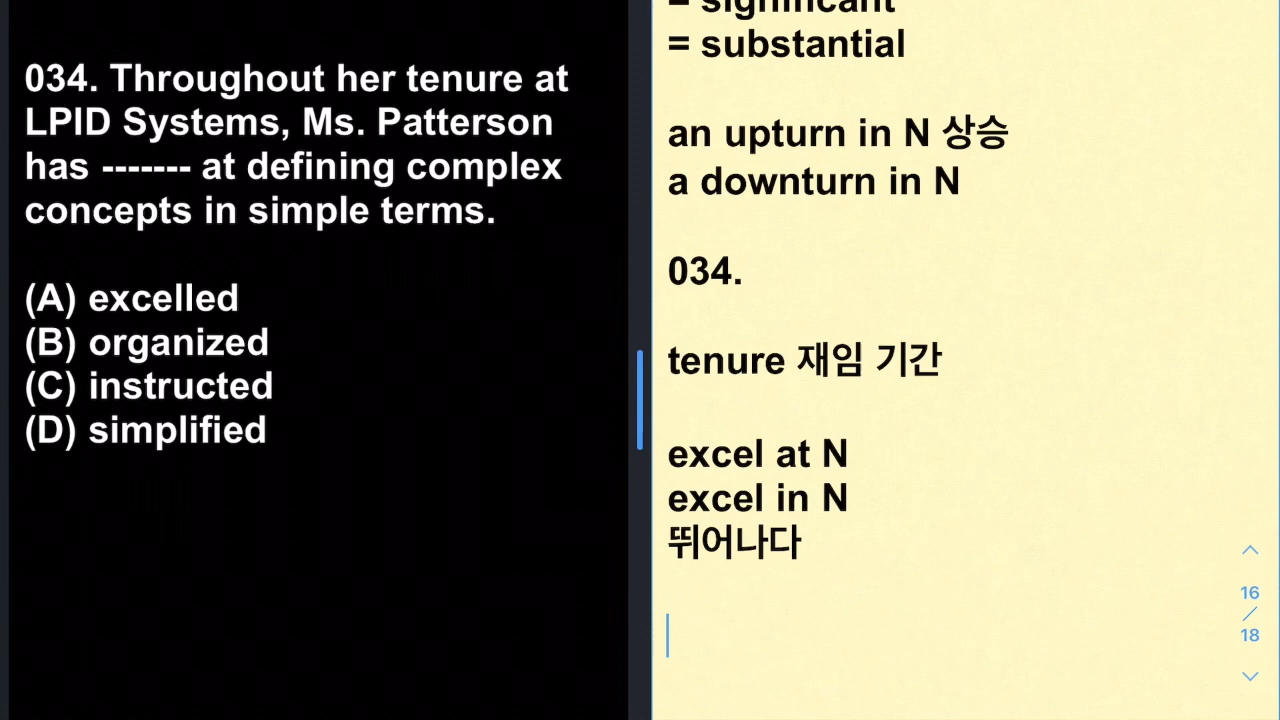 034. Throughout her tenure at
LPID Systems, Ms. Patterson
has ------- at defining complex
concepts in simple terms.
(A) excelled
(B) organized
(C) instructed
(D) simplified
= significant
= substantial
an upturn in N 상승
a downturn in N
034.
tenure 재임 기간
excel at N
excel in N
뛰어나다
16
/
18